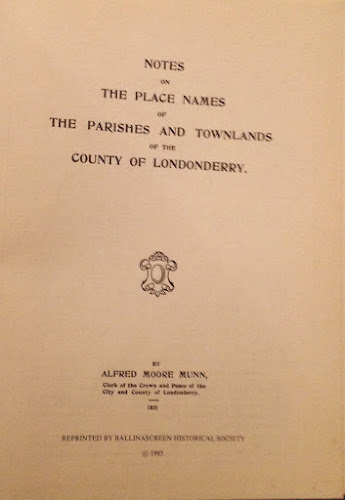 NOTES
ON
THE PLACE NAMES
OF
THE PARISHES AND TOWNLANDS
OF THE
COUNTY OF LONDONDERRY.
BY
ALFRED MOORE MUNN,
Clerk of the Crown and Peace of the
City and County of Londonderry.
REPRINTED BY BALLINASCREEN HISTORICAL SOCIETY
© 1985